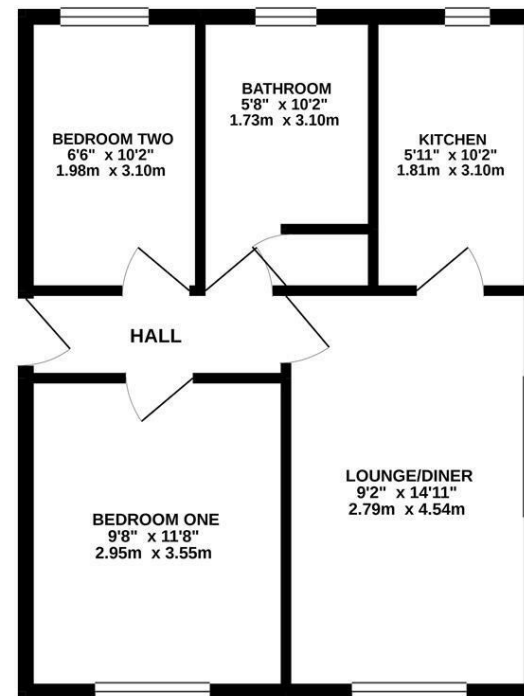 BEDROOM TWO
6'6" x 10'2"
1.98m x 3.10m
BATHROOM
5'8" x 10'2"
1.73m x 3.10m
KITCHEN
5'11" x 10'2"
1.81m x 3.10m
HALL
BEDROOM ONE
9'8" x 11'8"
2.95m x 3.55m
LOUNGE/DINER
9'2" x 14'11"
2.79m x 4.54m